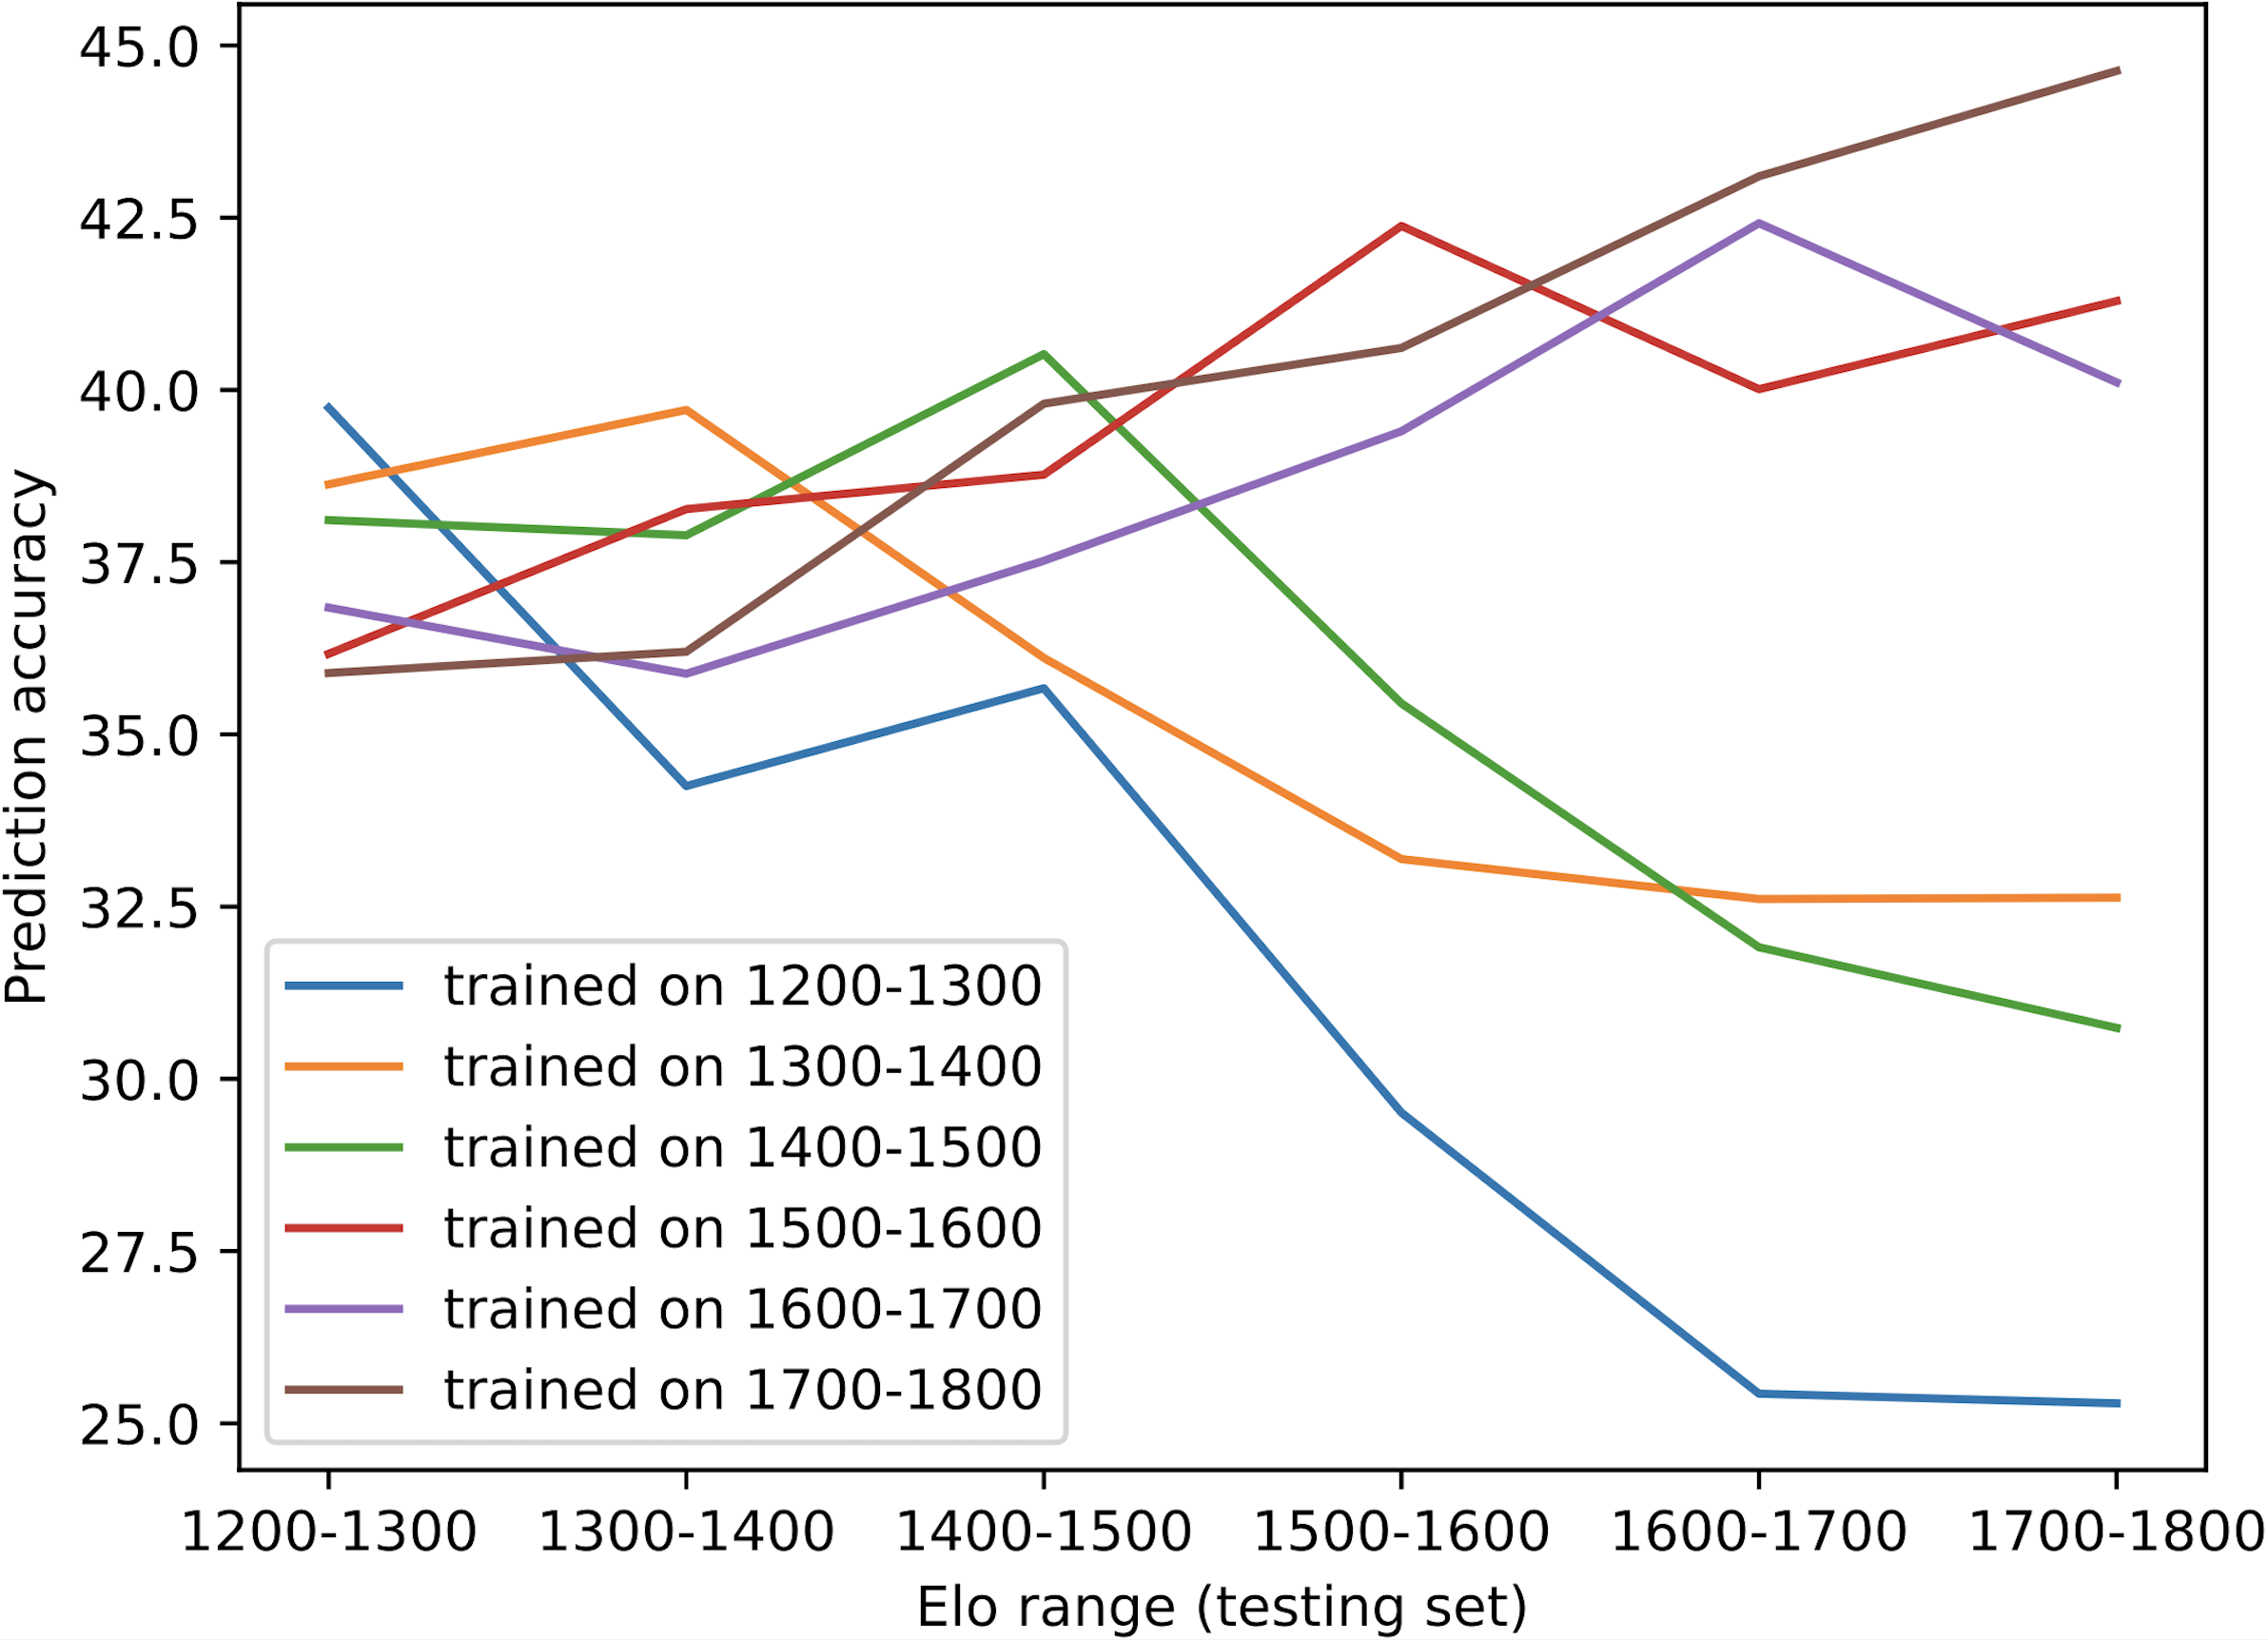 45.0
42.5
40.0
37.5
35.0
32.5
30.0
27.5
25.0
Prediction accuracy
trained on 1200-1300
trained on 1300-1400
trained on 1400-1500
trained on 1500-1600
trained on 1600-1700
trained on 1700-1800
1200-1300 1300-1400 1400-1500 1500-1600 1600-1700 1700-1800
Elo range (testing set)